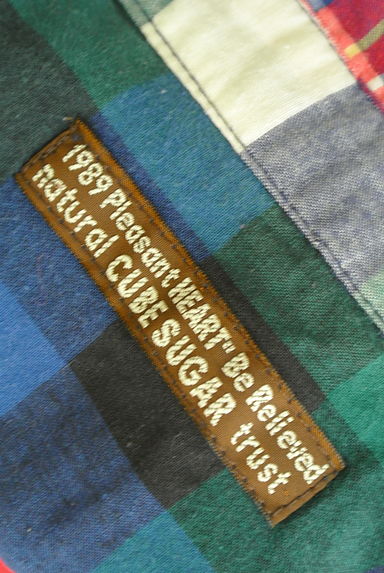 1989 Pleasant HEART" Be Relieved
natural CUBE SUGAR trust